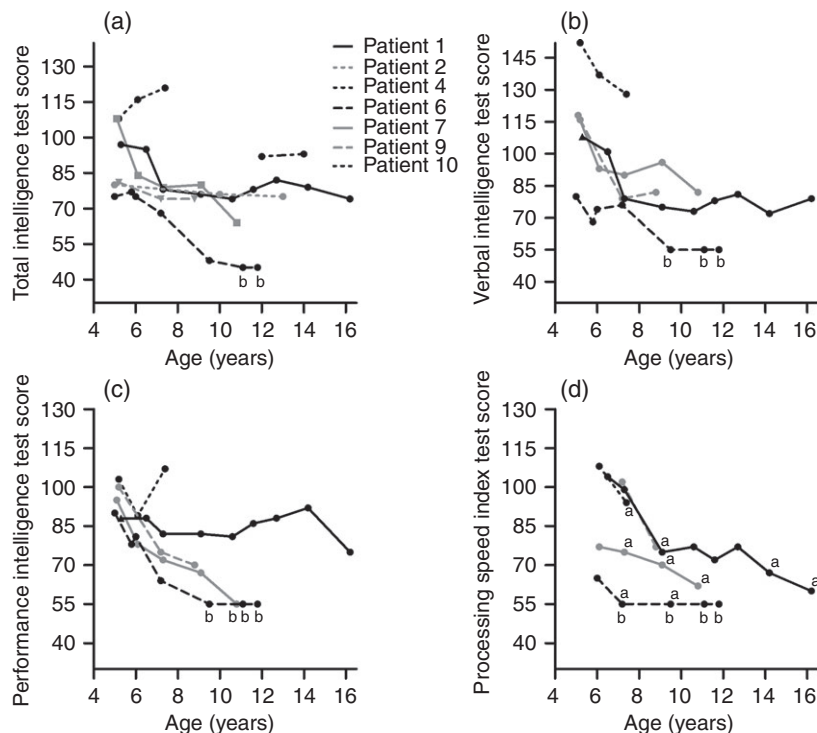 (a)
Total intelligence test score
130
115
100
85
70
55
40
4 6 8 10 12 14 16
Age (years)
b b
Patient 1
Patient 2
Patient 4
Patient 6
Patient 7
Patient 9
Patient 10
(b)
Verbal intelligence test score
145
130
115
100
85
70
55
40
4 6 8 10 12 14 16
Age (years)
b b b
(c)
Performance intelligence test score
130
115
100
85
70
55
40
4 6 8 10 12 14 16
Age (years)
b b b b
(d)
Processing speed index test score
130
115
100
85
70
55
40
4 6 8 10 12 14 16
Age (years)
a
a a
a a
a a
a a
b b b b